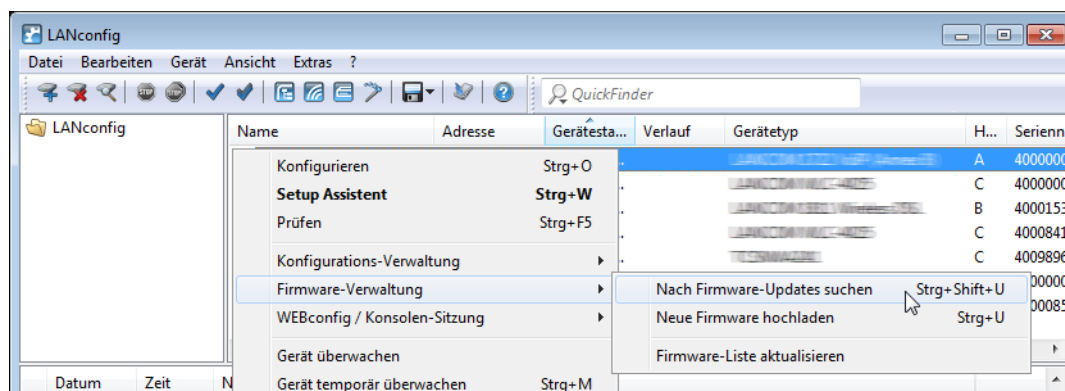 LANconfig
Datei Bearbeiten Gerät Ansicht Extras ?
QuickFinder
LANconfig
Name Adresse Gerätesta... Verlauf Gerätetyp H... Serienn
A 4000000
C 4000000
B 4000153
C 4000841
C 4009896
Konfigurieren Strg+O
Setup Assistent Strg+W
Prüfen Strg+F5
Konfigurations-Verwaltung
Firmware-Verwaltung
WEBconfig / Konsolen-Sitzung
Gerät überwachen
Gerät temporär überwachen Strg+M
Nach Firmware-Updates suchen Strg+Shift+U
Neue Firmware hochladen Strg+U
Firmware-Liste aktualisieren
Datum Zeit N